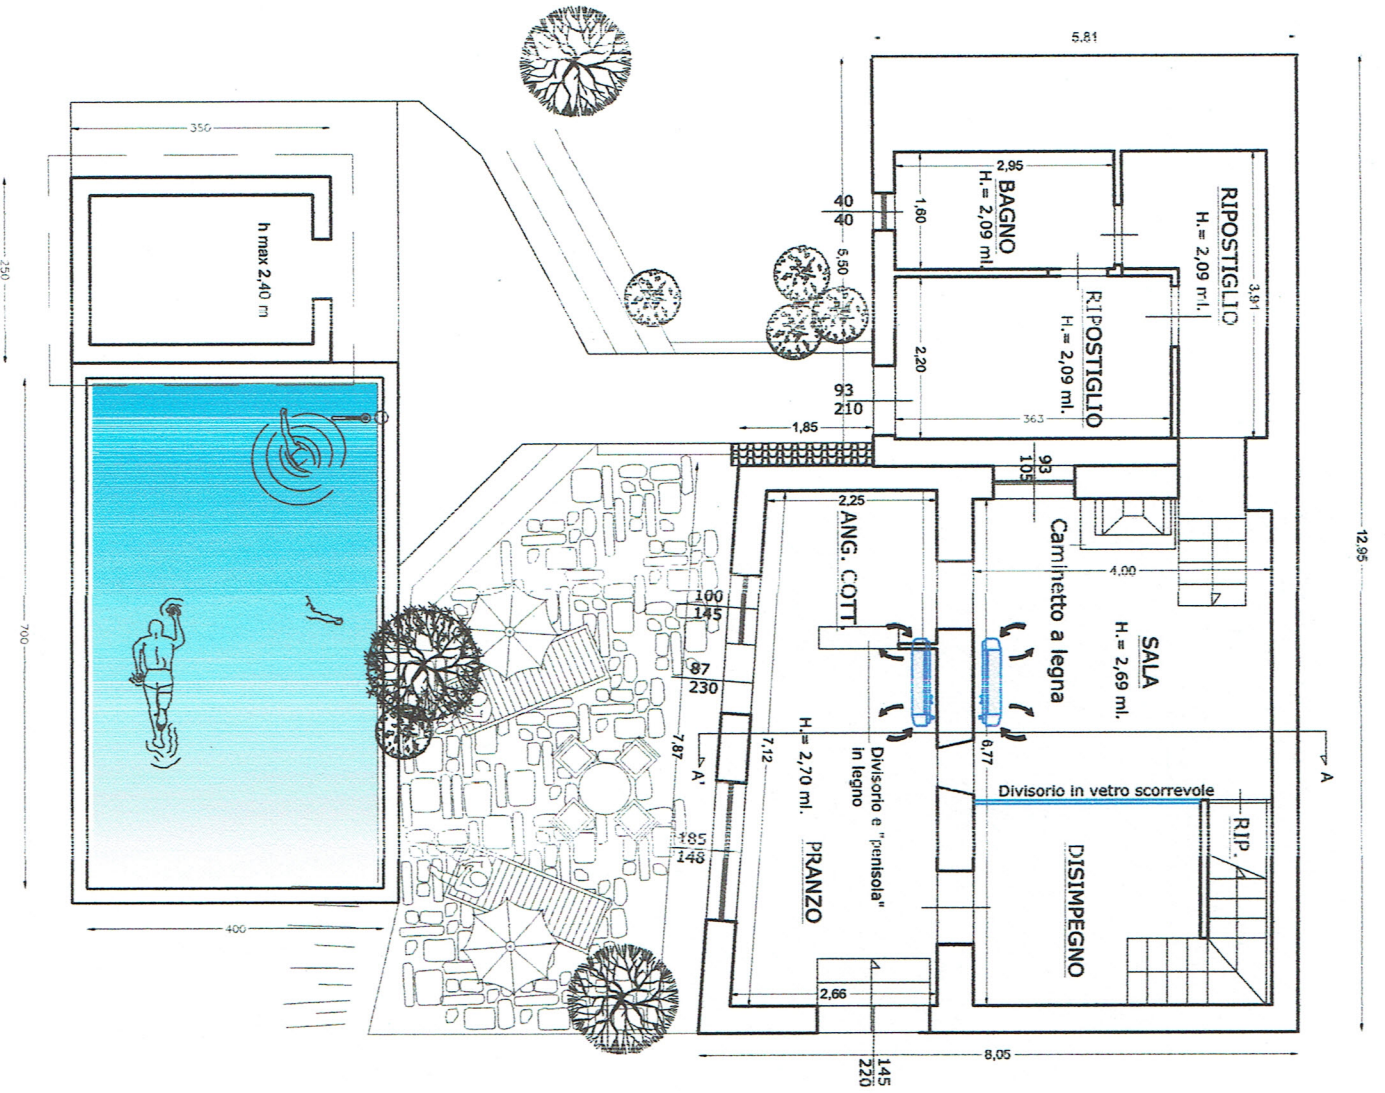 5.81
350
250
h max 2,40 m
700
400
12.95
RIPOSTIGLIO
H.= 2,09 ml.
3,91
2,95
BAGNO
H.= 2,09 ml.
1,60
40
40
5,50
RIPOSTIGLIO
H.= 2,09 ml.
2,20
363
93
210
1,85
93
105
2,25
ANG. COTT
Caminetto a legna
4,00
SALA
H.= 2,69 ml.
100
145
87
230
7,87
A'
7,12
H.= 2,70 ml.
Divisorio e "penisola"
in legno
6,77
A
Divisorio in vetro scorrevole
RIP.
185
148
PRANZO
DISIMPEGNO
2,66
8,05
145
220